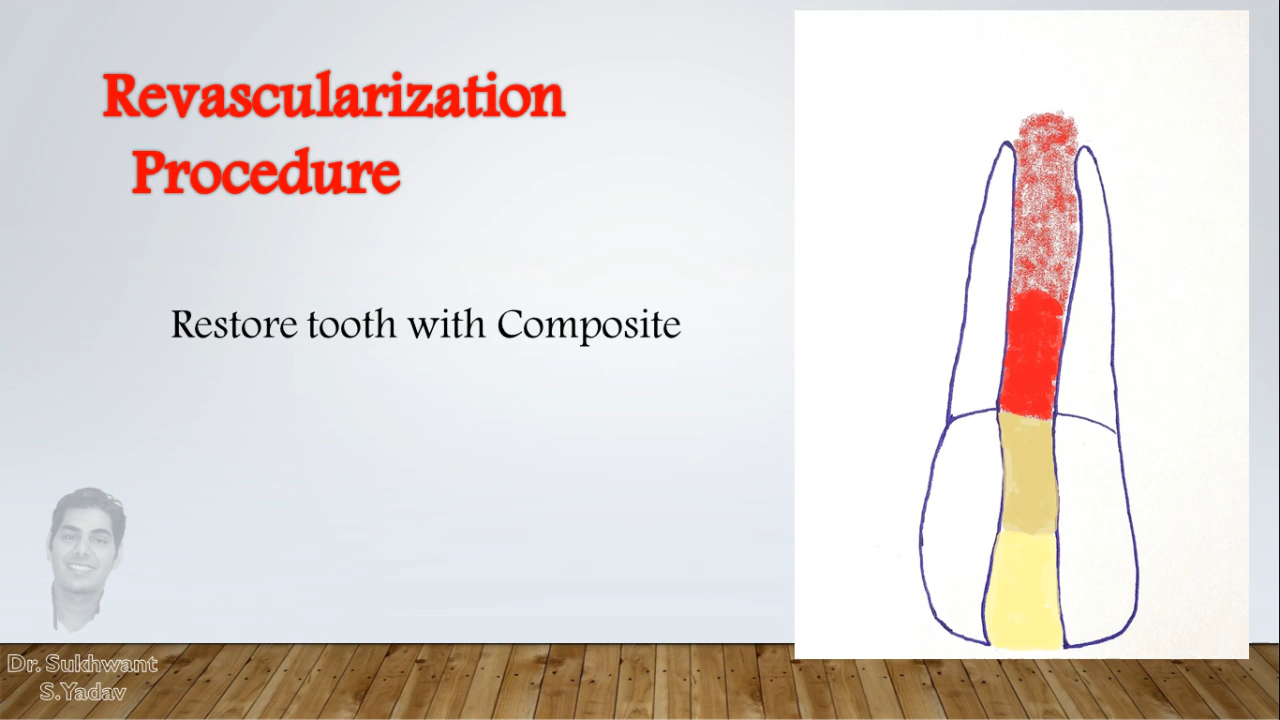 Revascularization
Procedure
Restore tooth with Composite
Dr. Sukhwant
S.Yadav